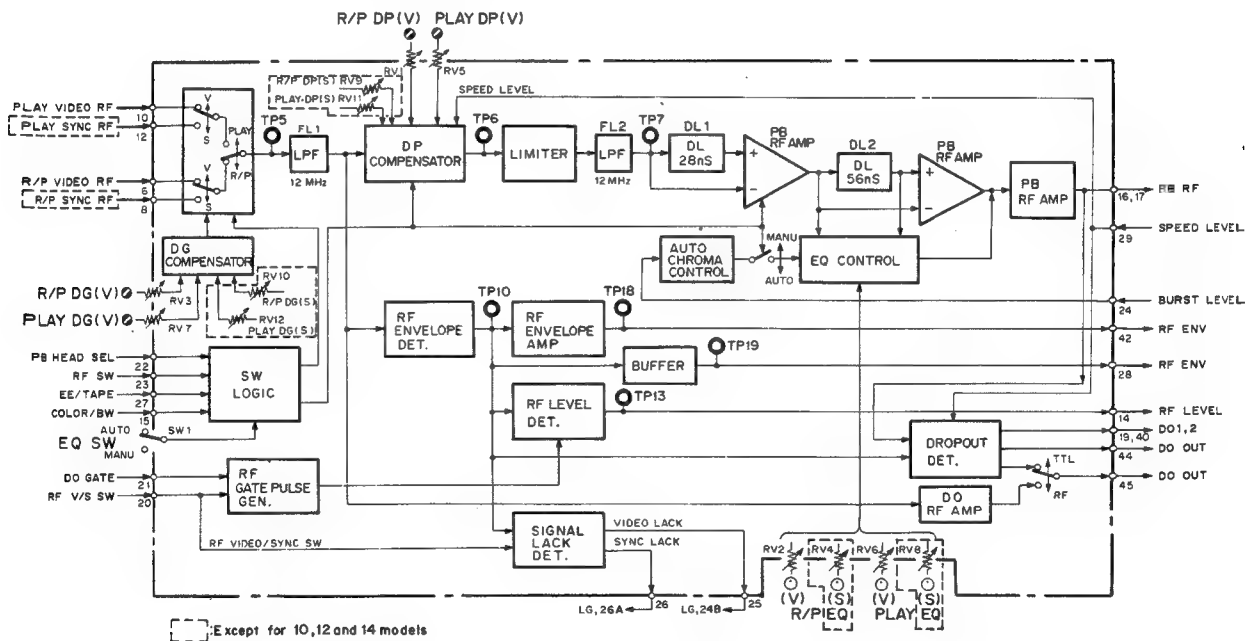 R/P DP(V) PLAY DP(V)
RV1
RV5
R/P DP(S) RV9
PLAY-DP(S) RV11
SPEED LEVEL
PLAY VIDEO RF
10
PLAY SYNC RF
12
V
S
PLAY
R/P
V
S
R/P VIDEO RF
6
R/P SYNC RF
8
TP5
FL1
LPF
12 MHz
DP COMPENSATOR
TP6
LIMITER
FL2
LPF
12MHz
TP7
DL1
DL
28nS
PB
RF AMP
+
−
DL2
DL
56nS
PB
RF AMP
+
−
PB
RF AMP
PB RF
16,17
SPEED LEVEL
29
DG
COMPENSATOR
RV10
R/P DG(S)
RV12
PLAY DG(S)
R/P DG(V)
RV3
PLAY DG(V)
RV7
AUTO
CHROMA
CONTROL
MANU
AUTO
EQ CONTROL
BURST LEVEL
24
PB HEAD SEL
22
RF SW
23
EE/TAPE
27
COLOR/BW
15
SW
LOGIC
AUTO
SW1
EQ SW
MANU
RF
ENVELOPE
DET.
TP10
RF
ENVELOPE
AMP
TP18
RF ENV
42
BUFFER
TP19
RF ENV
28
RF LEVEL
DET.
TP13
RF LEVEL
14
DO1,2
19,40
DROPOUT
DET.
DO OUT
44
TTL
DO OUT
45
RF
DO
RF AMP
DO GATE
21
RF V/S SW
20
RF
GATE PULSE
GEN.
RF VIDEO/SYNC SW
SIGNAL
LACK
DET.
VIDEO LACK
SYNC LACK
RV2
RV4
RV6
RV8
(V)
(S)
(V)
(S)
R/P
EQ
PLAY
EQ
LG,26A
26
LG,24B
25
Except for 10,12 and 14 models